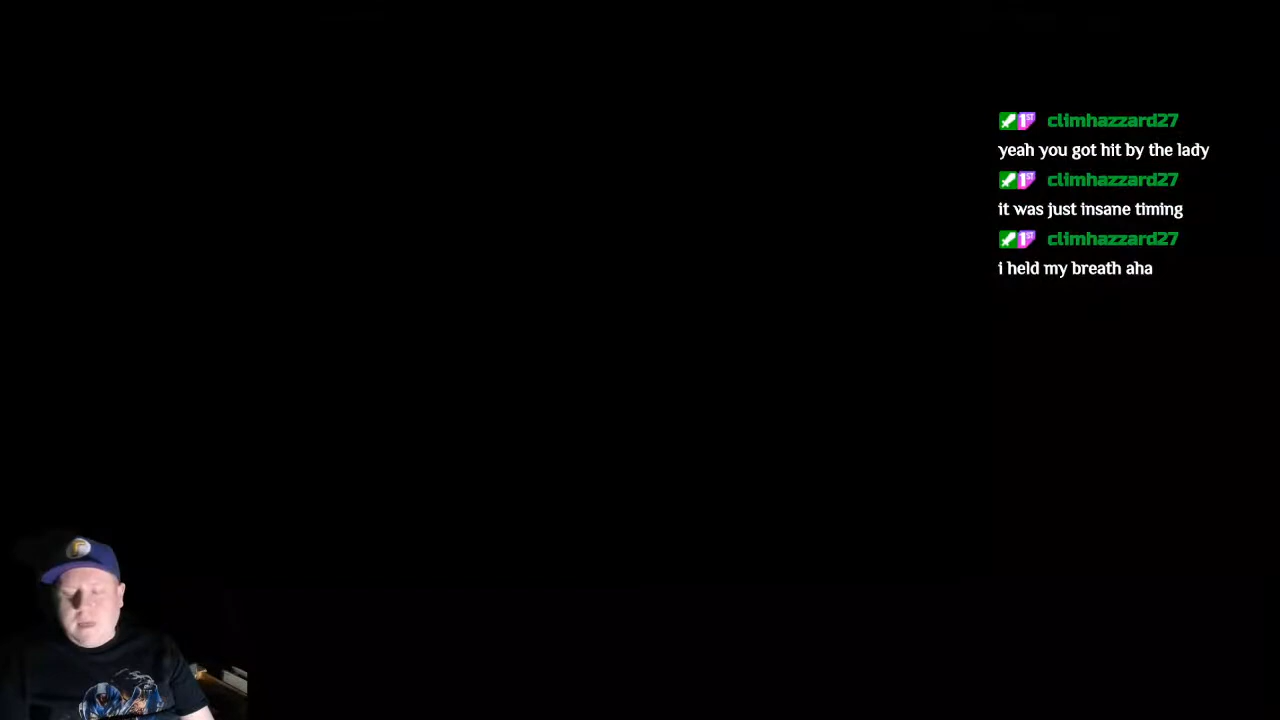 climhazzard27
yeah you got hit by the lady
climhazzard27
it was just insane timing
climhazzard27
i held my breath aha